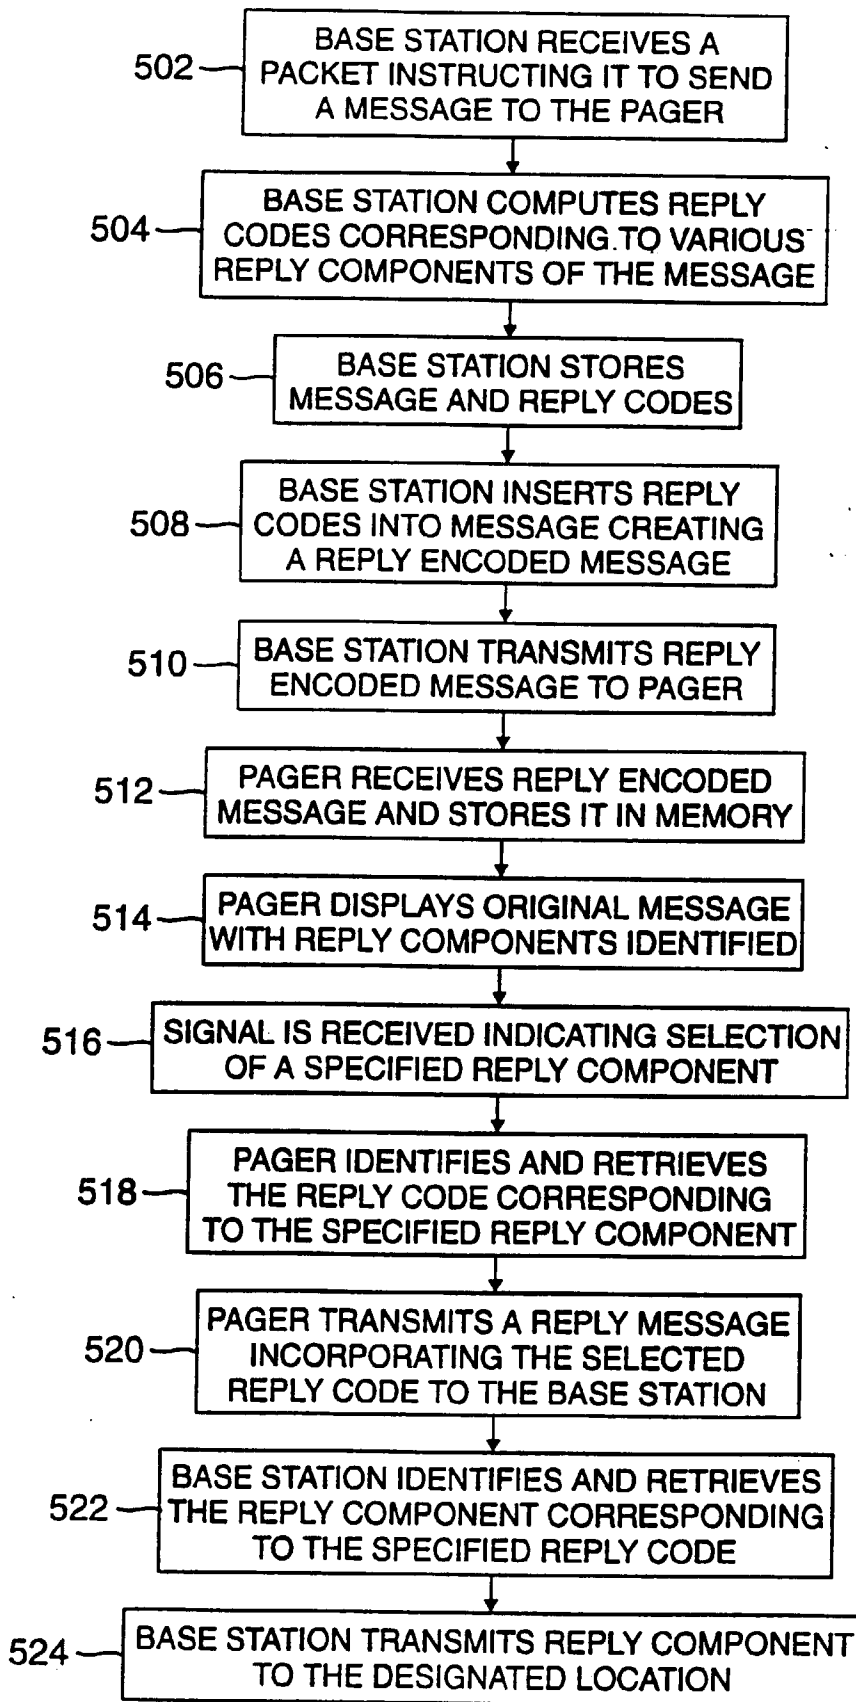 502
BASE STATION RECEIVES A
PACKET INSTRUCTING IT TO SEND
A MESSAGE TO THE PAGER
504
BASE STATION COMPUTES REPLY
CODES CORRESPONDING TO VARIOUS
REPLY COMPONENTS OF THE MESSAGE
506
BASE STATION STORES
MESSAGE AND REPLY CODES
508
BASE STATION INSERTS REPLY
CODES INTO MESSAGE CREATING
A REPLY ENCODED MESSAGE
510
BASE STATION TRANSMITS REPLY
ENCODED MESSAGE TO PAGER
512
PAGER RECEIVES REPLY ENCODED
MESSAGE AND STORES IT IN MEMORY
514
PAGER DISPLAYS ORIGINAL MESSAGE
WITH REPLY COMPONENTS IDENTIFIED
516
SIGNAL IS RECEIVED INDICATING SELECTION
OF A SPECIFIED REPLY COMPONENT
518
PAGER IDENTIFIES AND RETRIEVES
THE REPLY CODE CORRESPONDING
TO THE SPECIFIED REPLY COMPONENT
520
PAGER TRANSMITS A REPLY MESSAGE
INCORPORATING THE SELECTED
REPLY CODE TO THE BASE STATION
522
BASE STATION IDENTIFIES AND RETRIEVES
THE REPLY COMPONENT CORRESPONDING
TO THE SPECIFIED REPLY CODE
524
BASE STATION TRANSMITS REPLY COMPONENT
TO THE DESIGNATED LOCATION